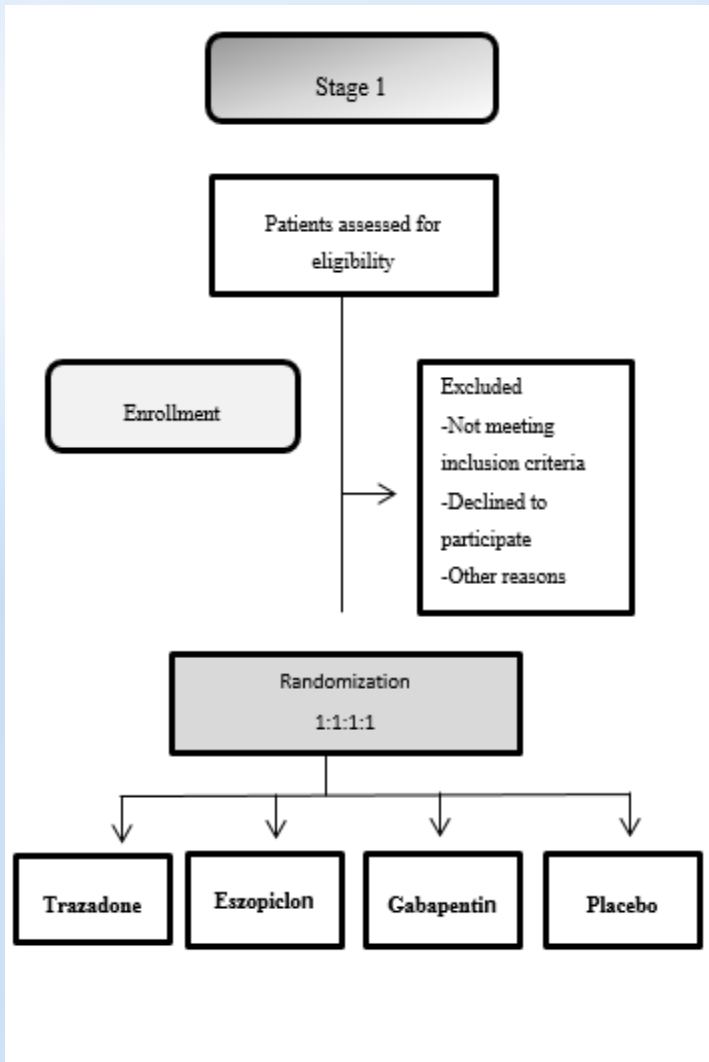 Stage 1
Patients assessed for
eligibility
Enrollment
Excluded
-Not meeting
inclusion criteria
-Declined to
participate
-Other reasons
Randomization
1:1:1:1
Trazadone
Eszopiclon
Gabapentin
Placebo